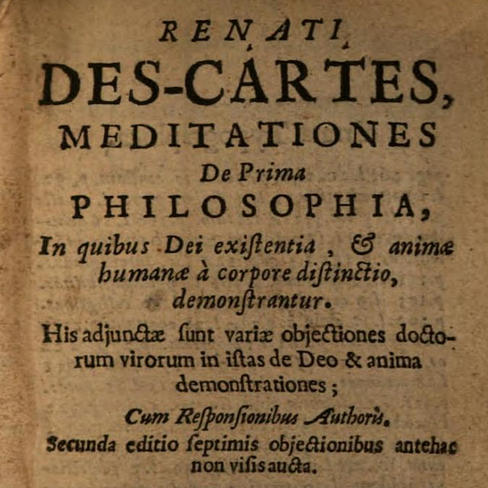 RENATI
DES-CARTES,
MEDITATIONES
De Prima
PHILOSOPHIA,
In quibus Dei exiſtentia, & animæ
humanæ à corpore diſtinctio,
demonſtrantur.
His adjunctæ ſunt variæ objectiones docto-
rum virorum in iſtas de Deo & anima
demonſtrationes;
Cum Reſponſionibus Authoris.
Secunda editio ſeptimis objectionibus antehac
non viſis aucta.